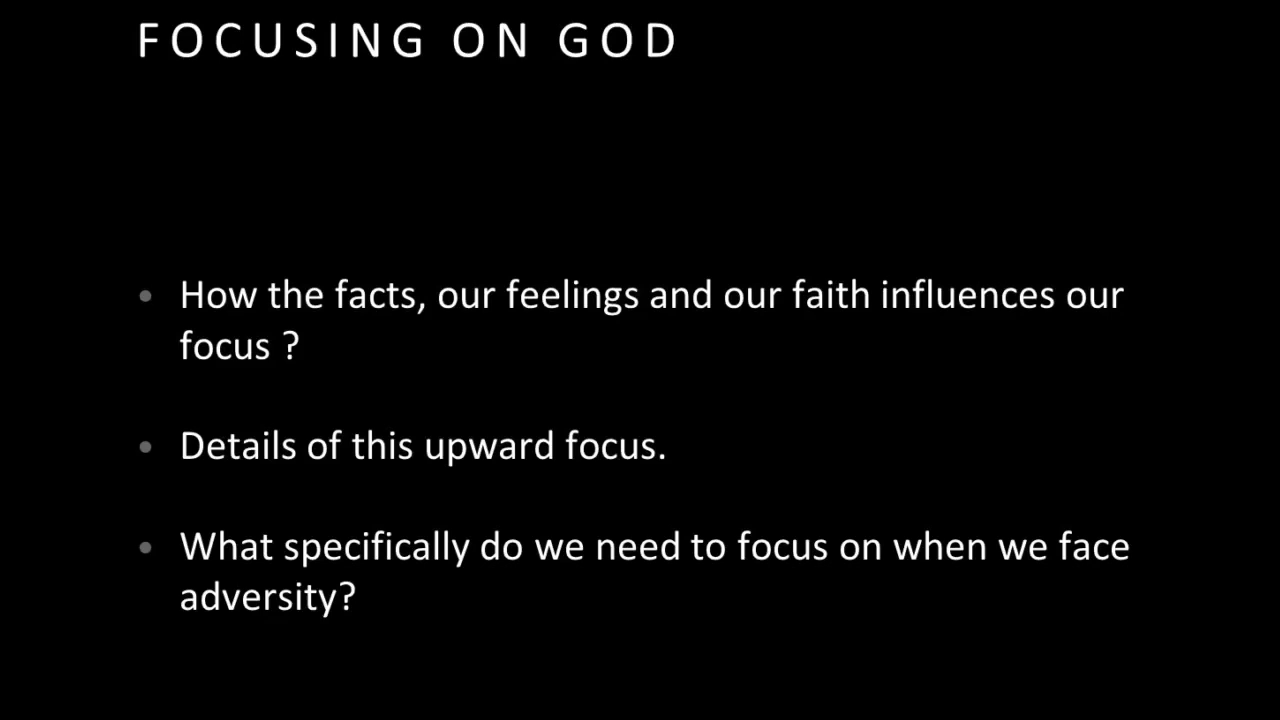 FOCUSING ON GOD
• How the facts, our feelings and our faith influences our
focus ?
• Details of this upward focus.
• What specifically do we need to focus on when we face
adversity?